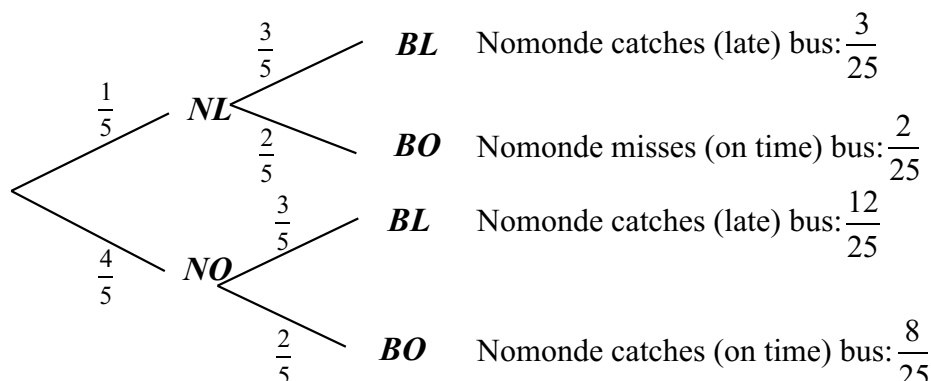 3/5 BL Nomonde catches (late) bus: 3/25
1/5 NL
2/5 BO Nomonde misses (on time) bus: 2/25
3/5 BL Nomonde catches (late) bus: 12/25
4/5 NO
2/5 BO Nomonde catches (on time) bus: 8/25